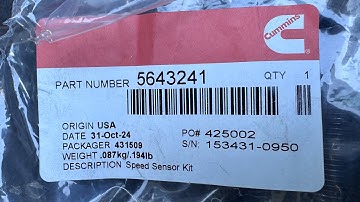 Cummins
PART NUMBER 5643241 QTY 1
ORIGIN USA
DATE 31-Oct-24 PO# 425002
PACKAGER 431509 S/N: 153431-0950
WEIGHT .087kg/.194lb
DESCRIPTION Speed Sensor Kit